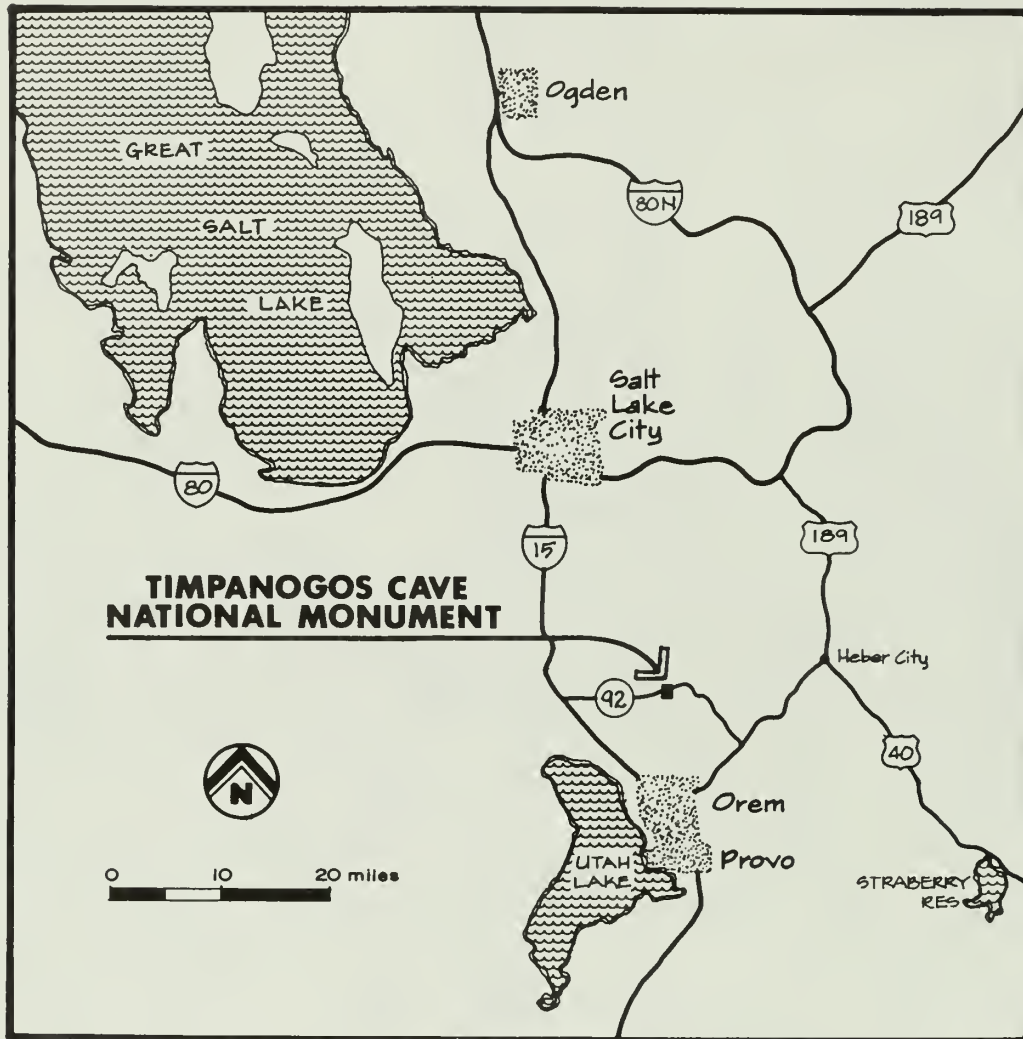 Ogden
GREAT
80N
189
SALT
LAKE
Salt
Lake
City
80
15
189
TIMPANOGOS CAVE
NATIONAL MONUMENT
Heber City
92
40
N
Orem
0 10 20 miles
Provo
UTAH
LAKE
STRABERRY
RES